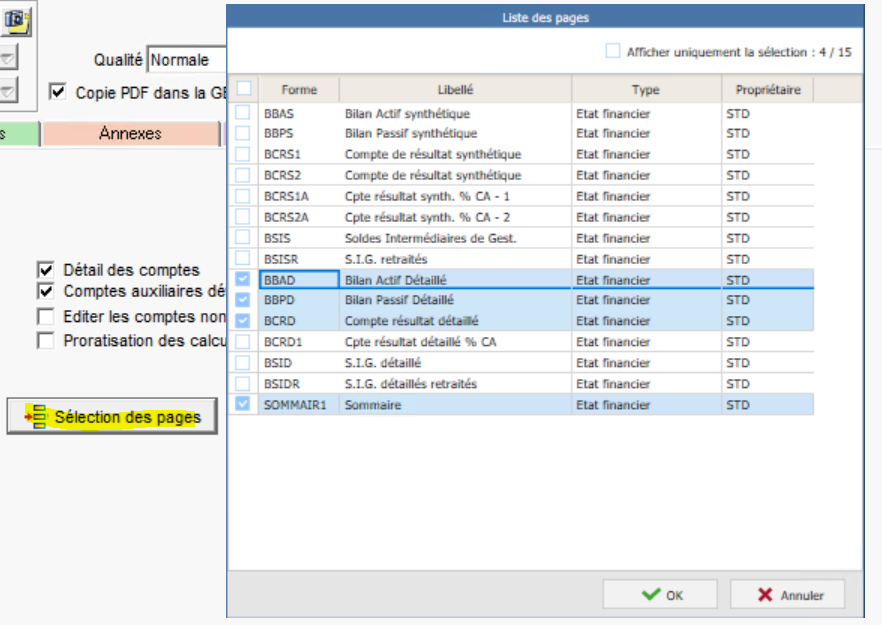 Liste des pages
Afficher uniquement la sélection : 4 / 15
Qualité Normale
Copie PDF dans la
Annexes
Forme Libellé Type Propriétaire
BBAS Bilan Actif synthétique Etat financier STD
BBPS Bilan Passif synthétique Etat financier STD
BCRS1 Compte de résultat synthétique Etat financier STD
BCRS2 Compte de résultat synthétique Etat financier STD
BCRS1A Cpte résultat synth. % CA - 1 Etat financier STD
BCRS2A Cpte résultat synth. % CA - 2 Etat financier STD
BSIS Soldes Intermédiaires de Gest. Etat financier STD
BSISR S.I.G. retraités Etat financier STD
BBAD Bilan Actif Détaillé Etat financier STD
BBPD Bilan Passif Détaillé Etat financier STD
BCRD Compte résultat détaillé Etat financier STD
BCRD1 Cpte résultat détaillé % CA Etat financier STD
BSID S.I.G. détaillé Etat financier STD
BSIDR S.I.G. détaillés retraités Etat financier STD
SOMMAIR1 Sommaire Etat financier STD
Détail des comptes
Comptes auxiliaires dé
Editer les comptes non
Proratisation des calcu
Sélection des pages
OK Annuler